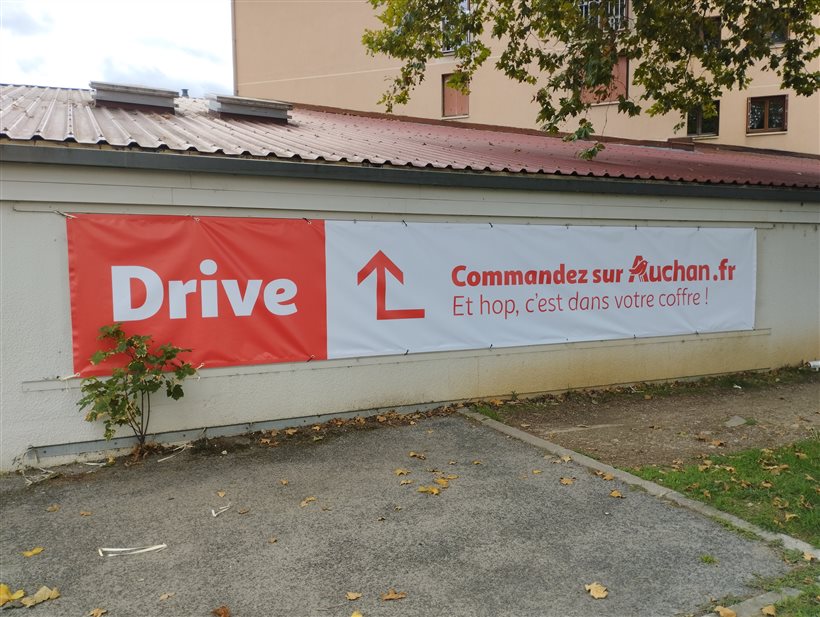 Drive
Commandez sur Auchan.fr
Et hop, c'est dans votre coffre !